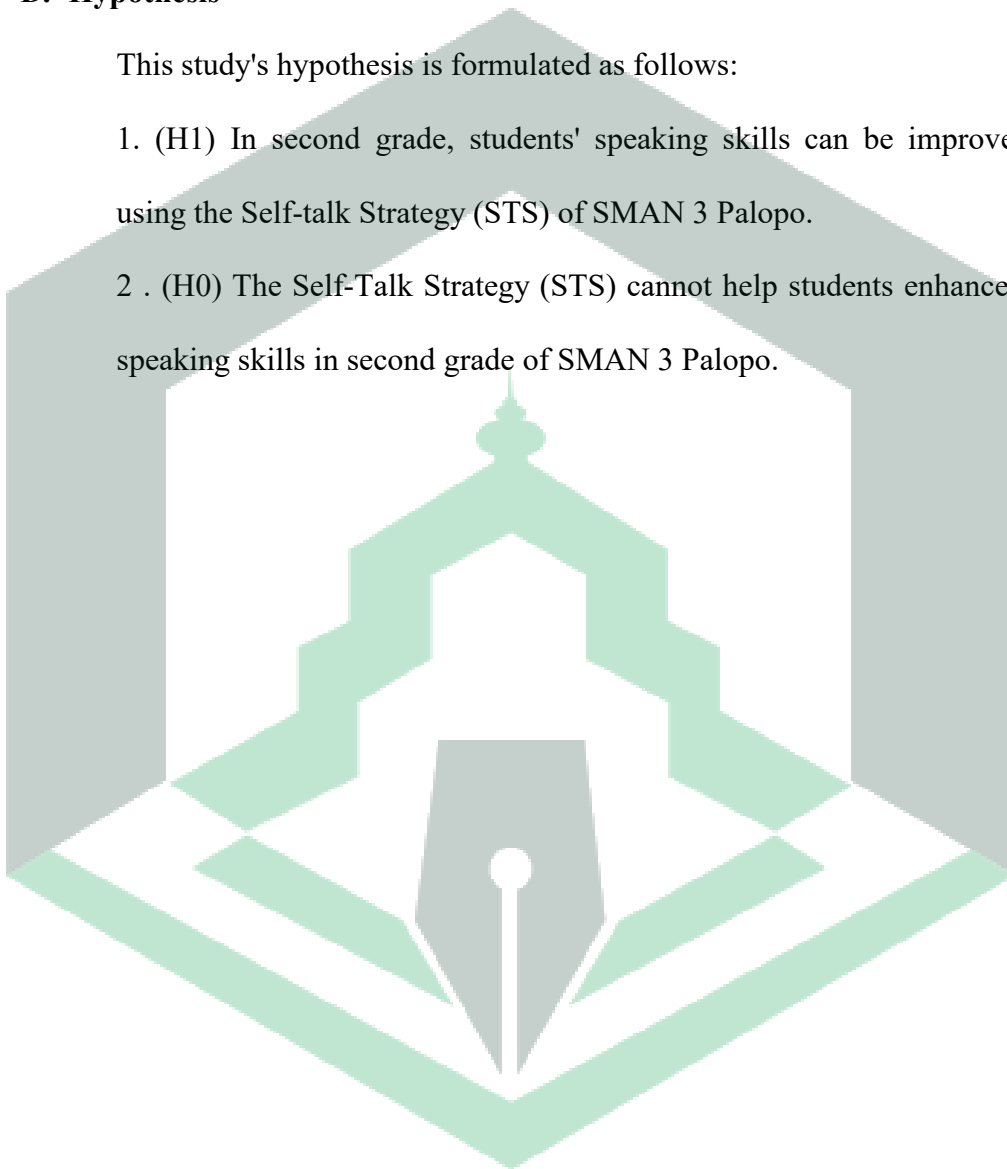 D. Hypothesis
This study's hypothesis is formulated as follows:
1. (H1) In second grade, students' speaking skills can be improve
using the Self-talk Strategy (STS) of SMAN 3 Palopo.
2 . (H0) The Self-Talk Strategy (STS) cannot help students enhance
speaking skills in second grade of SMAN 3 Palopo.